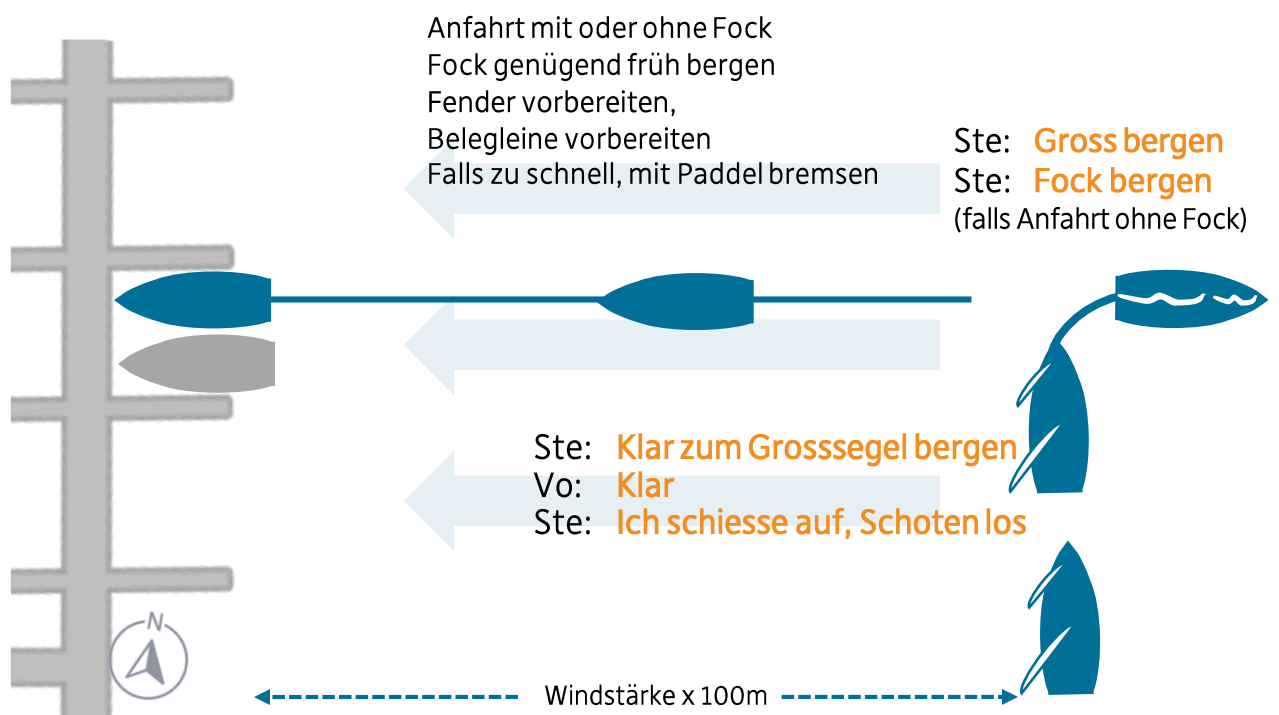 Anfahrt mit oder ohne Fock
Fock genügend früh bergen
Fender vorbereiten,
Belegleine vorbereiten
Falls zu schnell, mit Paddel bremsen
Ste: Gross bergen
Ste: Fock bergen
(falls Anfahrt ohne Fock)
Ste: Klar zum Grosssegel bergen
Vo: Klar
Ste: Ich schiesse auf, Schoten los
N
Windstärke x 100m